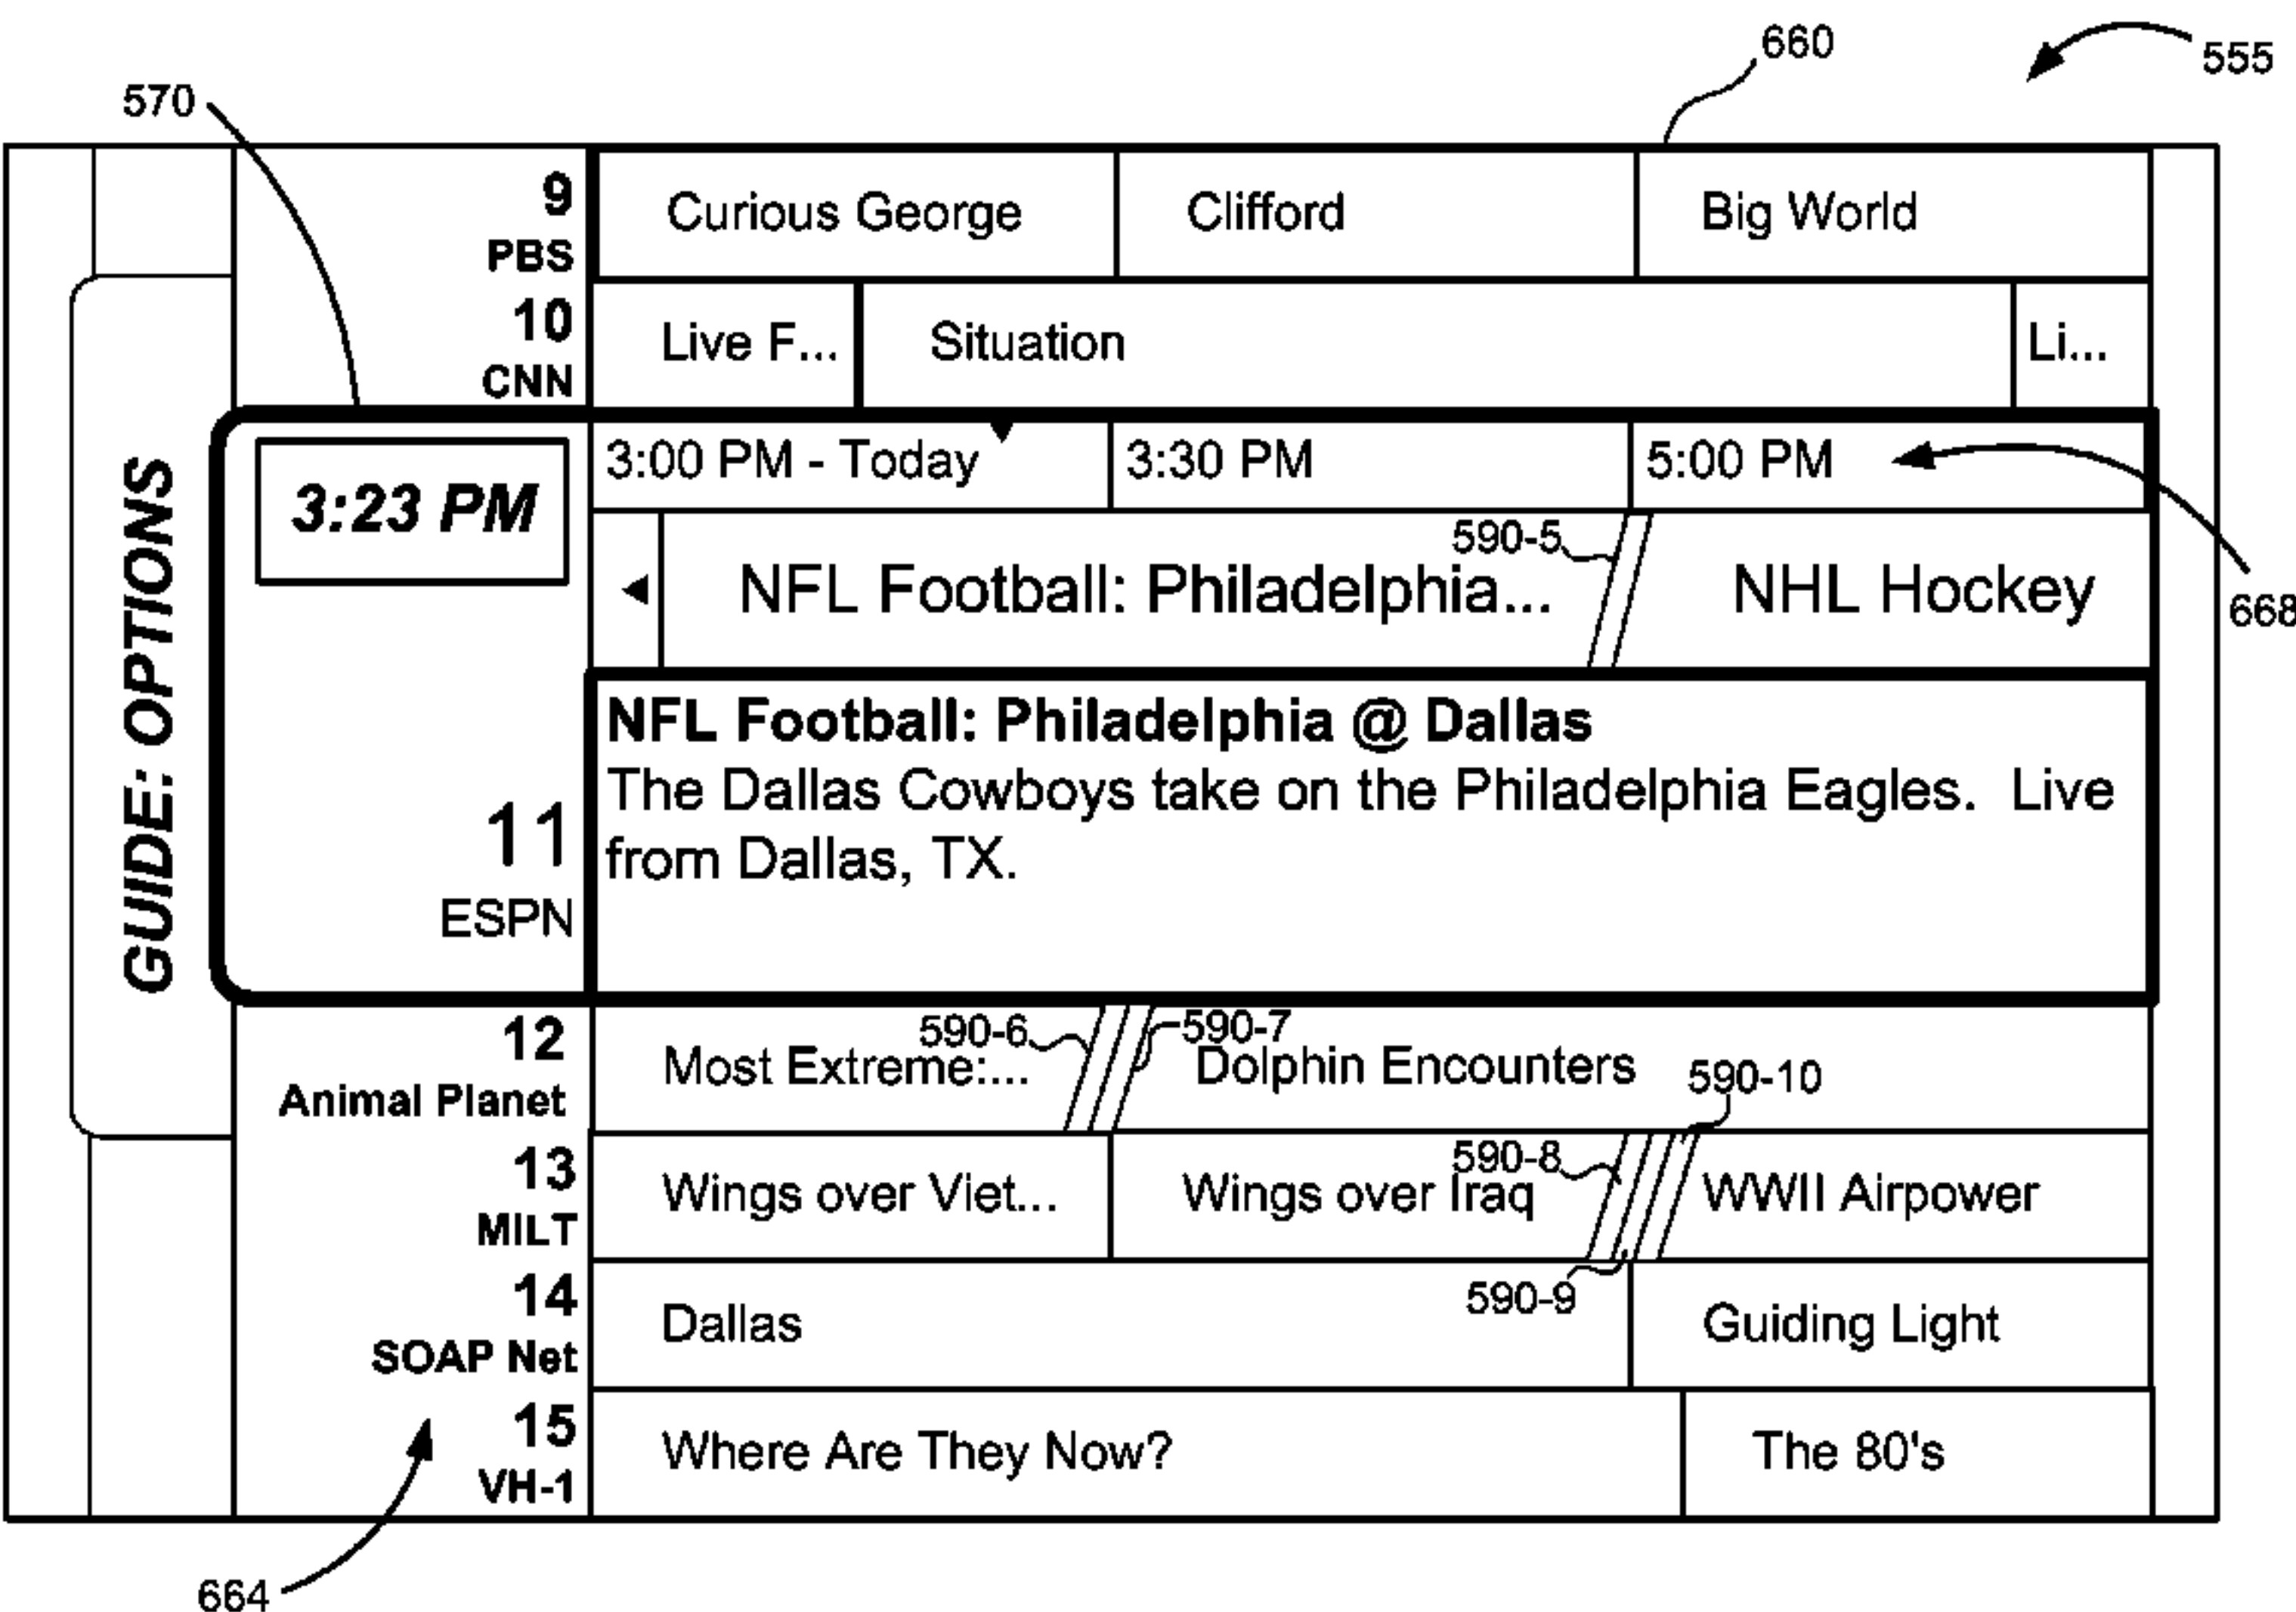 660
555
570
9
PBS
Curious George
Clifford
Big World
10
CNN
Live F...
Situation
Li...
GUIDE: OPTIONS
3:23 PM
3:00 PM - Today
3:30 PM
5:00 PM
590-5
NFL Football: Philadelphia...
NHL Hockey
668
11
ESPN
NFL Football: Philadelphia @ Dallas
The Dallas Cowboys take on the Philadelphia Eagles. Live
from Dallas, TX.
12
Animal Planet
590-6
590-7
Most Extreme:...
Dolphin Encounters
590-10
13
MILT
Wings over Viet...
590-8
Wings over Iraq
WWII Airpower
590-9
14
SOAP Net
Dallas
Guiding Light
15
VH-1
Where Are They Now?
The 80's
664